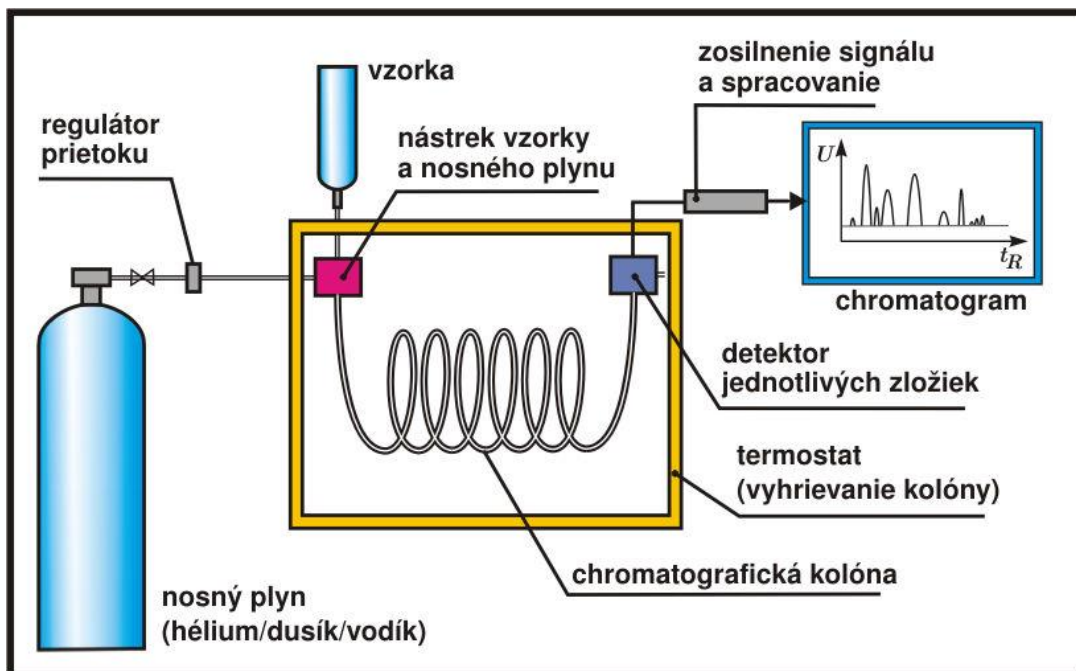 vzorka
zosilnenie signálu
a spracovanie
regulátor
prietoku
nástrek vzorky
a nosného plynu
U
t_R
chromatogram
detektor
jednotlivých zložiek
termostat
(vyhrievanie kolóny)
chromatografická kolóna
nosný plyn
(hélium/dusík/vodík)